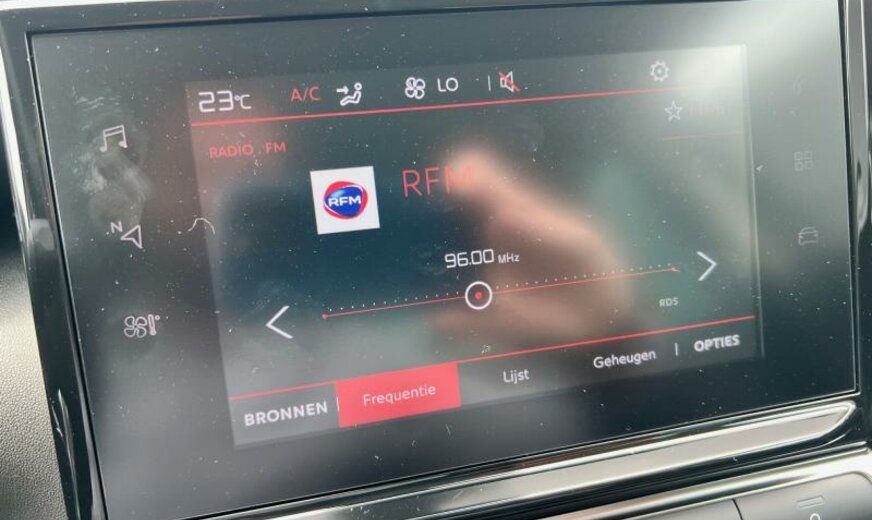 23°C A/C LO
RADIO FM
RFM
RFM
96.00 MHz
RDS
N
BRONNEN Frequentie Lijst Geheugen OPTIES